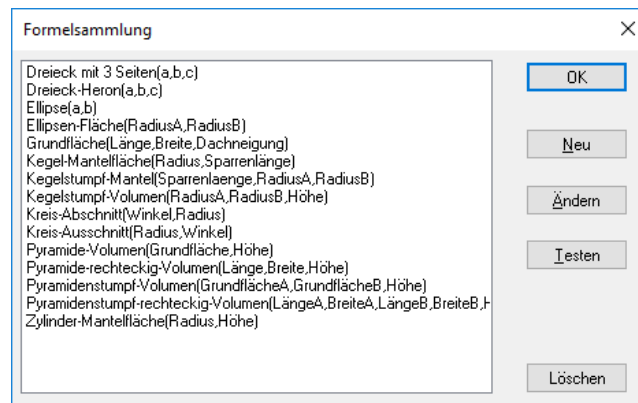 Formelsammlung
Dreieck mit 3 Seiten(a,b,c)
Dreieck-Heron(a,b,c)
Ellipse(a,b)
Ellipsen-Fläche(RadiusA,RadiusB)
Grundfläche(Länge,Breite,Dachneigung)
Kegel-Mantelfläche(Radius,Sparrenlänge)
Kegelstumpf-Mantel(Sparrenlaenge,RadiusA,RadiusB)
Kegelstumpf-Volumen(RadiusA,RadiusB,Höhe)
Kreis-Abschnitt(Winkel,Radius)
Kreis-Ausschnitt(Radius,Winkel)
Pyramide-Volumen(Grundfläche,Höhe)
Pyramide-rechteckig-Volumen(Länge,Breite,Höhe)
Pyramidenstumpf-Volumen(GrundflächeA,GrundflächeB,Höhe)
Pyramidenstumpf-rechteckig-Volumen(LängeA,BreiteA,LängeB,BreiteB,H
Zylinder-Mantelfläche(Radius,Höhe)
OK
Neu
Ändern
Testen
Löschen